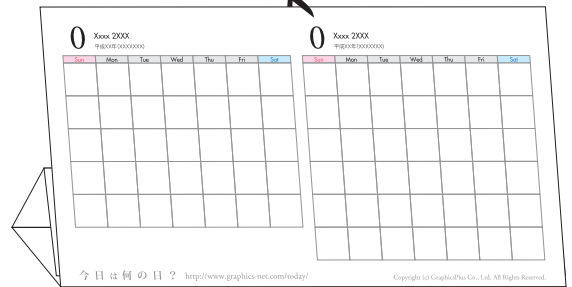 0
Xxxx 2XXX
平成XX年(XXXXXXX)
Sun Mon Tue Wed Thu Fri Sat
0
Xxxx 2XXX
平成XX年(XXXXXXX)
Sun Mon Tue Wed Thu Fri Sat
今日は何の日? http://www.graphics-net.com/today/
Copyright (c) GraphicsPlus Co., Ltd. All Rights Reserved.